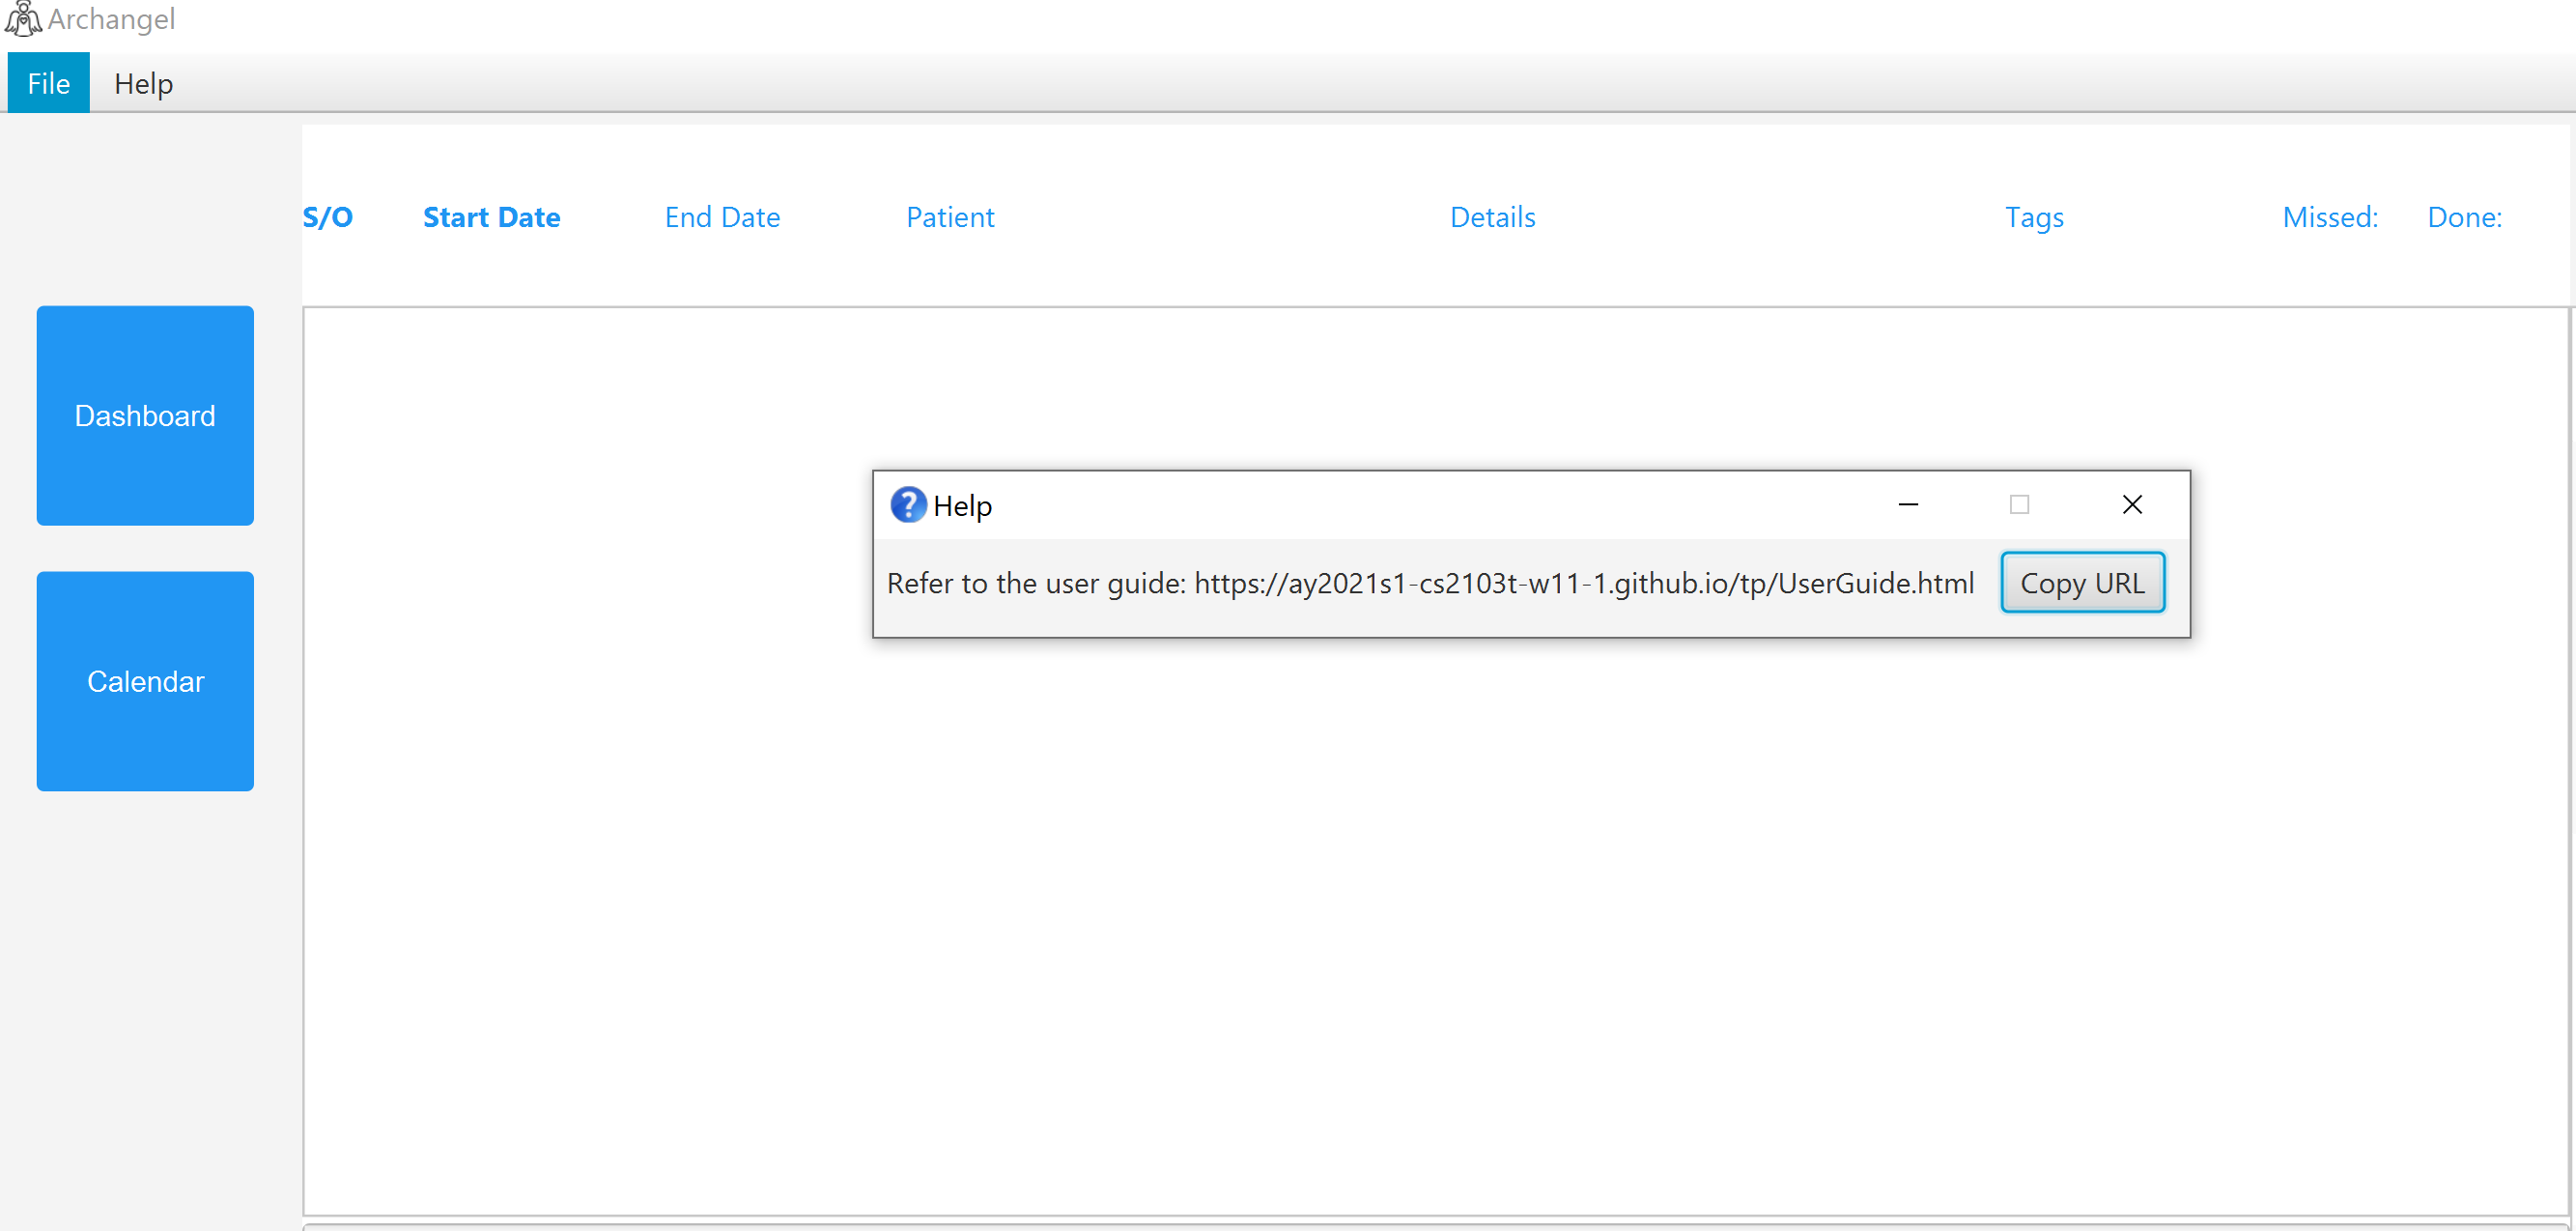 Archangel
File Help
S/O Start Date End Date Patient Details Tags Missed: Done:
Dashboard
Help
Refer to the user guide: https://ay2021s1-cs2103t-w11-1.github.io/tp/UserGuide.html Copy URL
Calendar